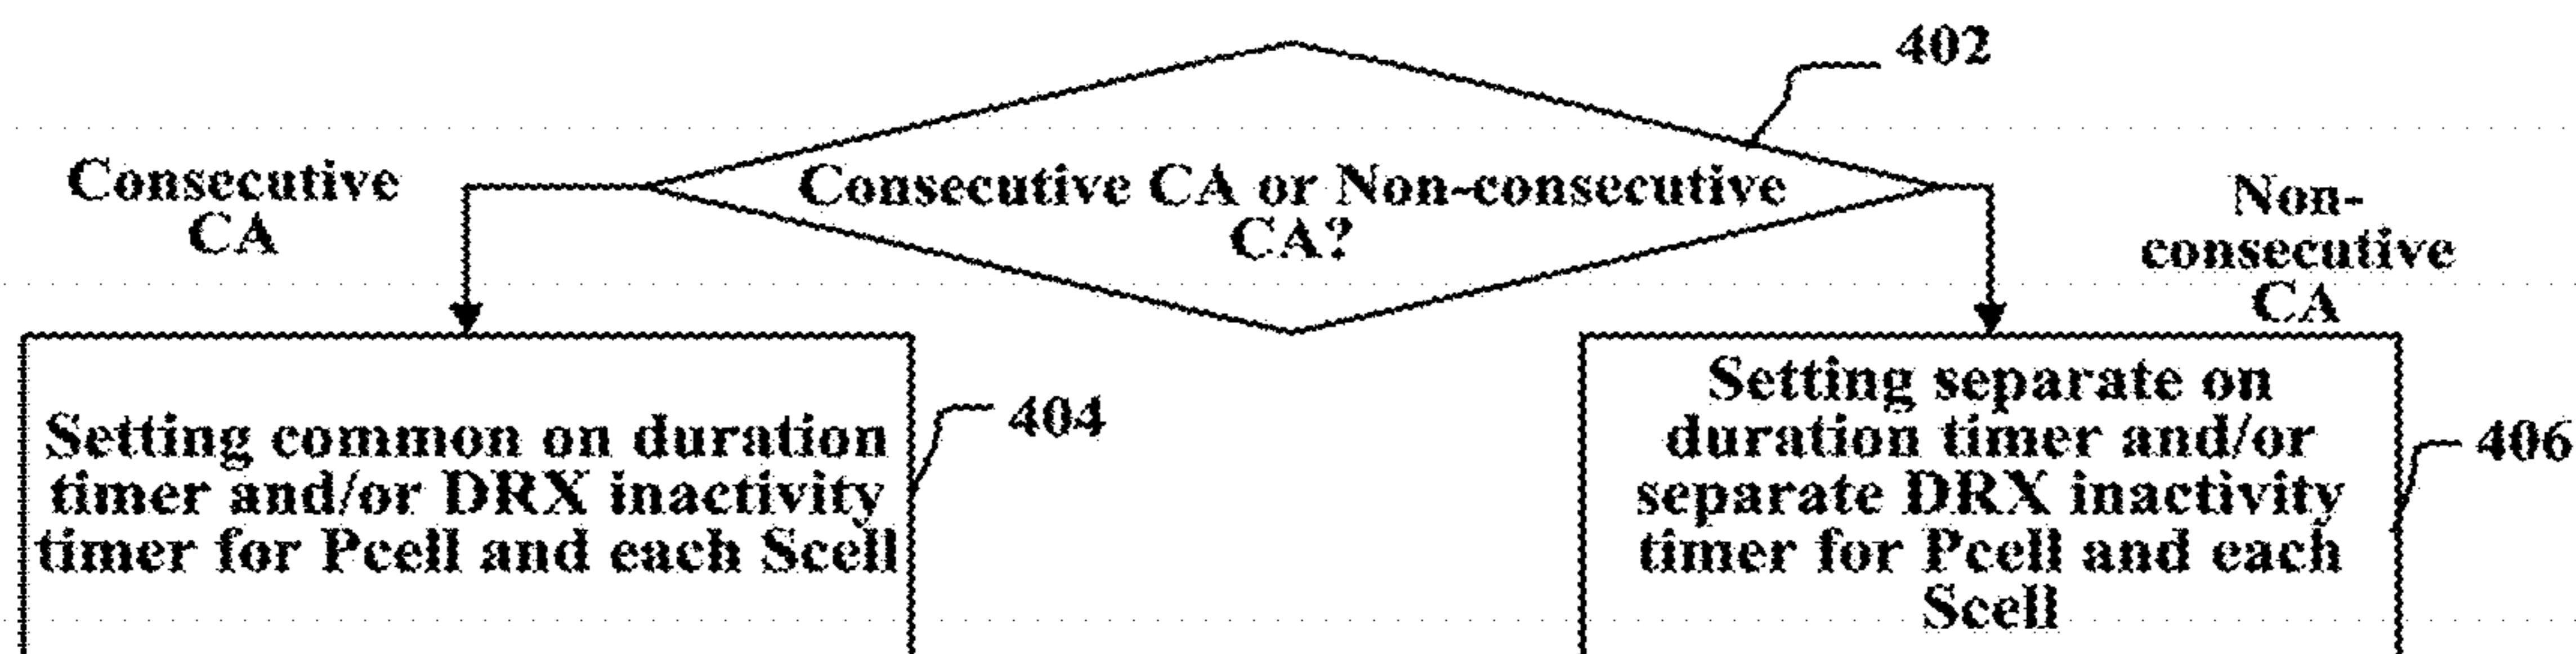 402
Consecutive
CA
Consecutive CA or Non-consecutive
CA?
Non-
consecutive
CA
Setting common on duration
timer and/or DRX inactivity
timer for Pcell and each Scell
404
Setting separate on
duration timer and/or
separate DRX inactivity
timer for Pcell and each
Scell
406